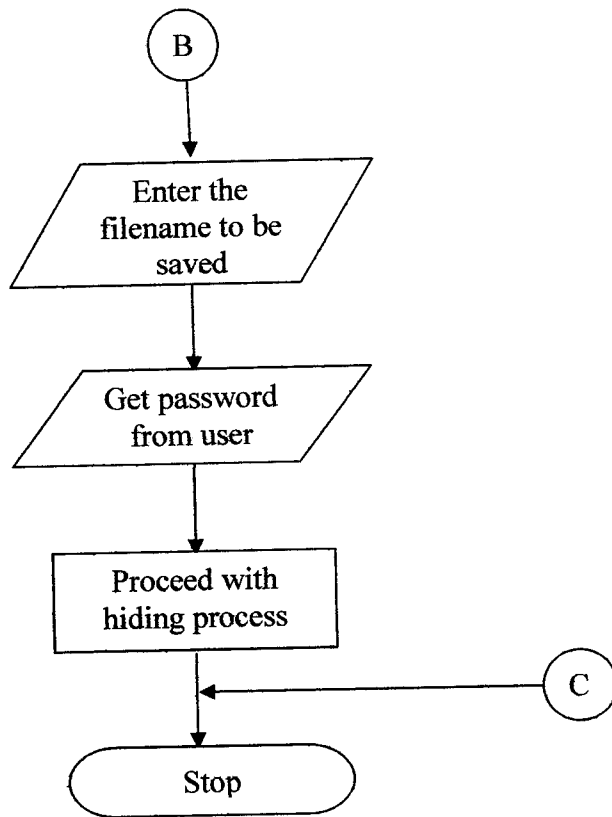 B
Enter the
filename to be
saved
Get password
from user
Proceed with
hiding process
C
Stop